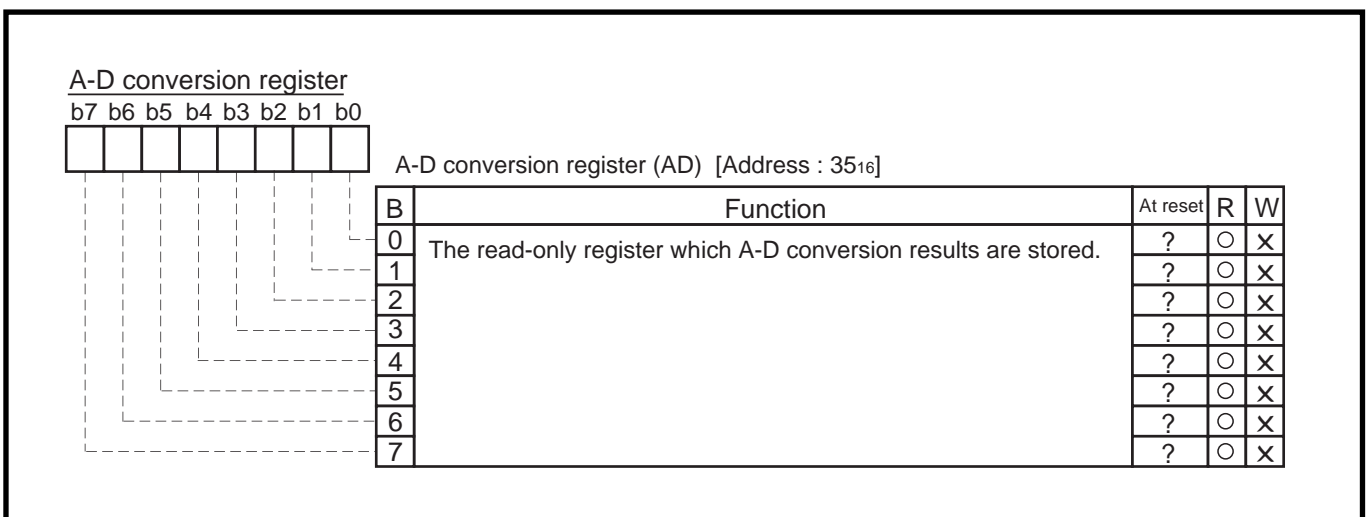 A-D conversion register
b7 b6 b5 b4 b3 b2 b1 b0
A-D conversion register (AD) [Address : 3516]
B Function At reset R W
0 The read-only register which A-D conversion results are stored. ? ○ ×
1 ? ○ ×
2 ? ○ ×
3 ? ○ ×
4 ? ○ ×
5 ? ○ ×
6 ? ○ ×
7 ? ○ ×